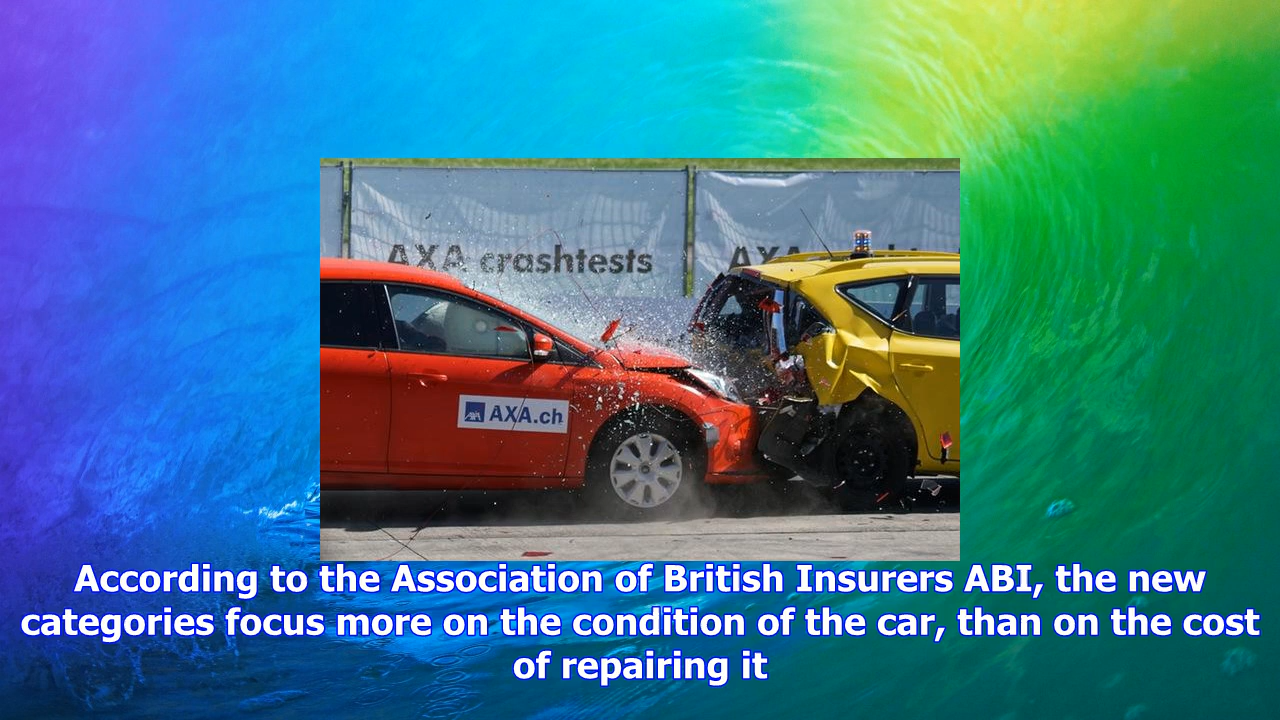 AXA crashtests
AXA
AXA.ch
According to the Association of British Insurers ABI, the new
categories focus more on the condition of the car, than on the cost
of repairing it